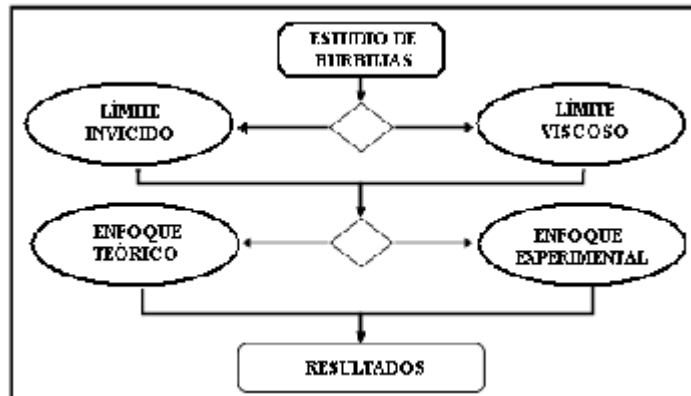 ESTUDIO DE
BURBUJAS
LÍMITE
INVICIDO
LÍMITE
VISCOSO
ENFOQUE
TEÓRICO
ENFOQUE
EXPERIMENTAL
RESULTADOS